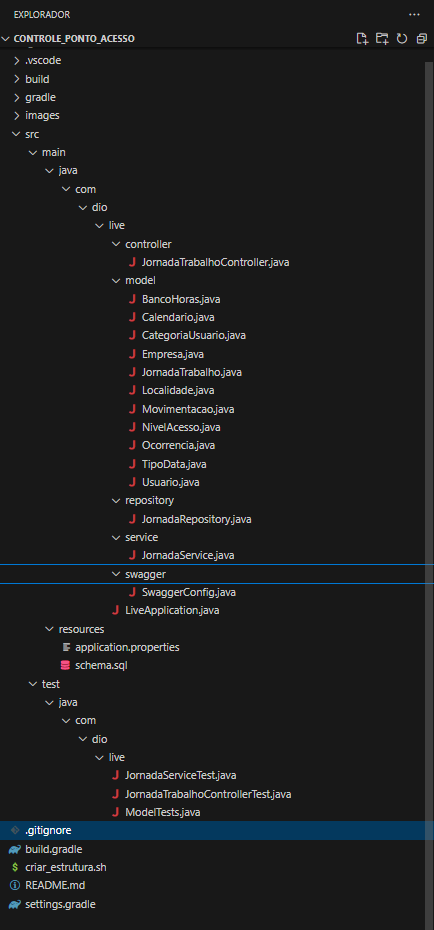 EXPLORADOR
CONTROLE_PONTO_ACESSO
.vscode
build
gradle
images
src
main
java
com
dio
live
controller
JornadaTrabalhoController.java
model
BancoHoras.java
Calendario.java
CategoriaUsuario.java
Empresa.java
JornadaTrabalho.java
Localidade.java
Movimentacao.java
NivelAcesso.java
Ocorrencia.java
TipoData.java
Usuario.java
repository
JornadaRepository.java
service
JornadaService.java
swagger
SwaggerConfig.java
LiveApplication.java
resources
application.properties
schema.sql
test
java
com
dio
live
JornadaServiceTest.java
JornadaTrabalhoControllerTest.java
ModelTests.java
.gitignore
build.gradle
criar_estrutura.sh
README.md
settings.gradle